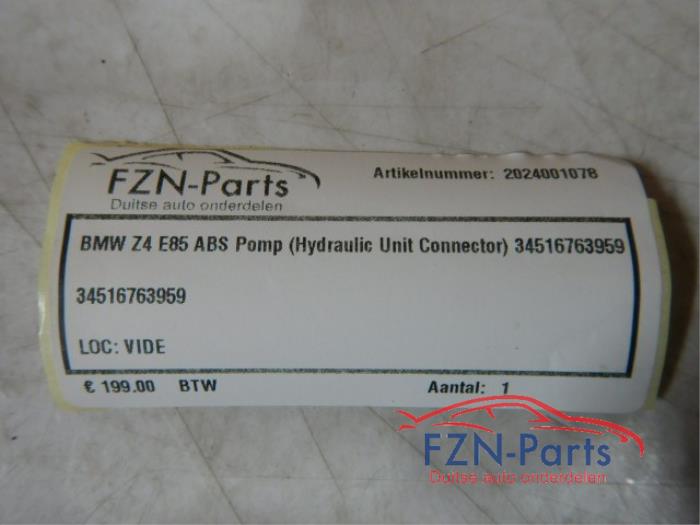 FZN-Parts
Duitse auto onderdelen
Artikelnummer: 2024001078
BMW Z4 E85 ABS Pomp (Hydraulic Unit Connector) 34516763959
34516763959
LOC: VIDE
€ 199.00 BTW Aantal: 1
FZN-Parts
Duitse auto onderdelen